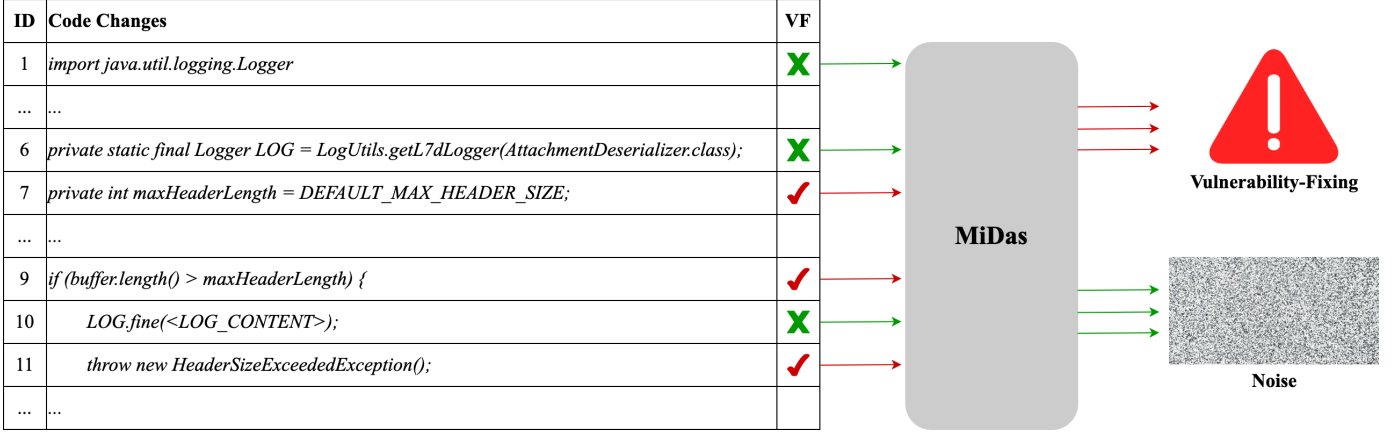 ID Code Changes VF
1 import java.util.logging.Logger X
... ...
6 private static final Logger LOG = LogUtils.getL7dLogger(AttachmentDeserializer.class); X
7 private int maxHeaderLength = DEFAULT_MAX_HEADER_SIZE; ✓
... ...
9 if (buffer.length() > maxHeaderLength) { ✓
10 LOG.fine(<LOG_CONTENT>); X
11 throw new HeaderSizeExceededException(); ✓
... ...
MiDas
Vulnerability-Fixing
Noise